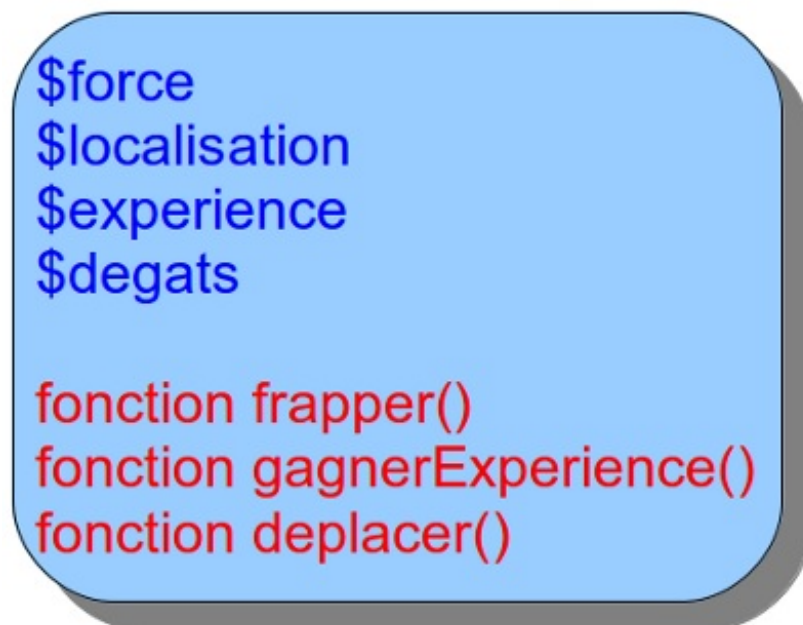 $force
$localisation
$experience
$degats
fonction frapper()
fonction gagnerExperience()
fonction deplacer()